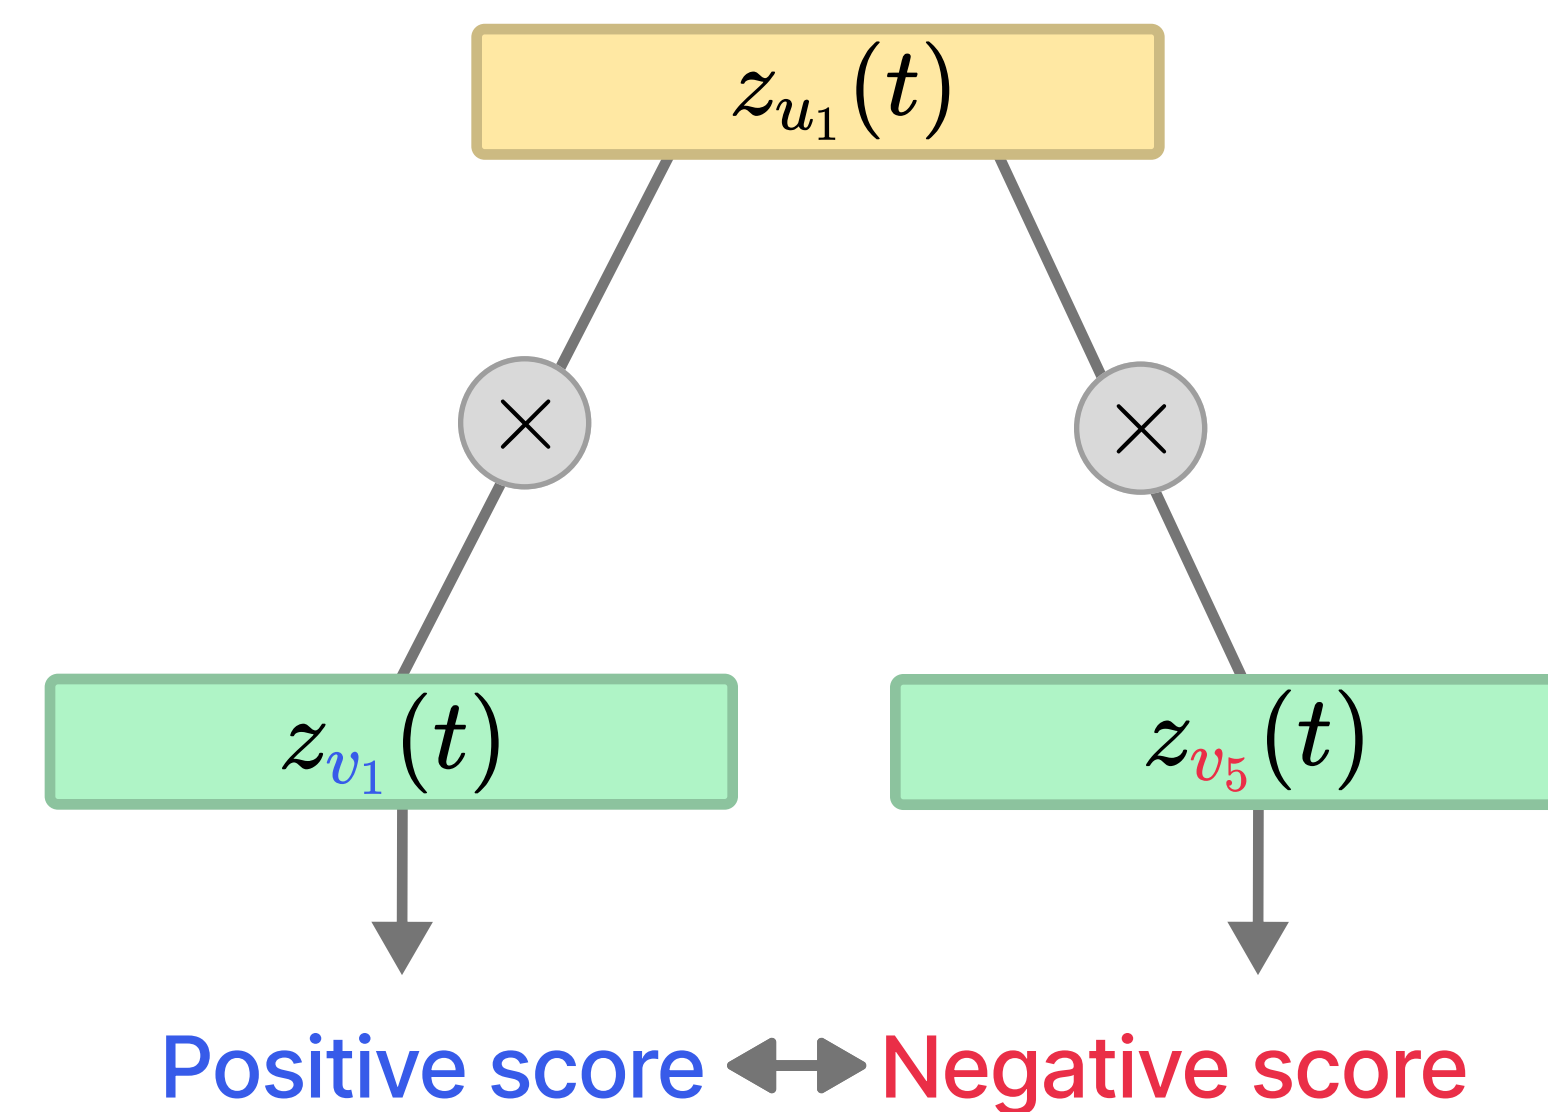 z_{u_1}(t)
×
×
z_{v_1}(t)
z_{v_5}(t)
Positive score
Negative score